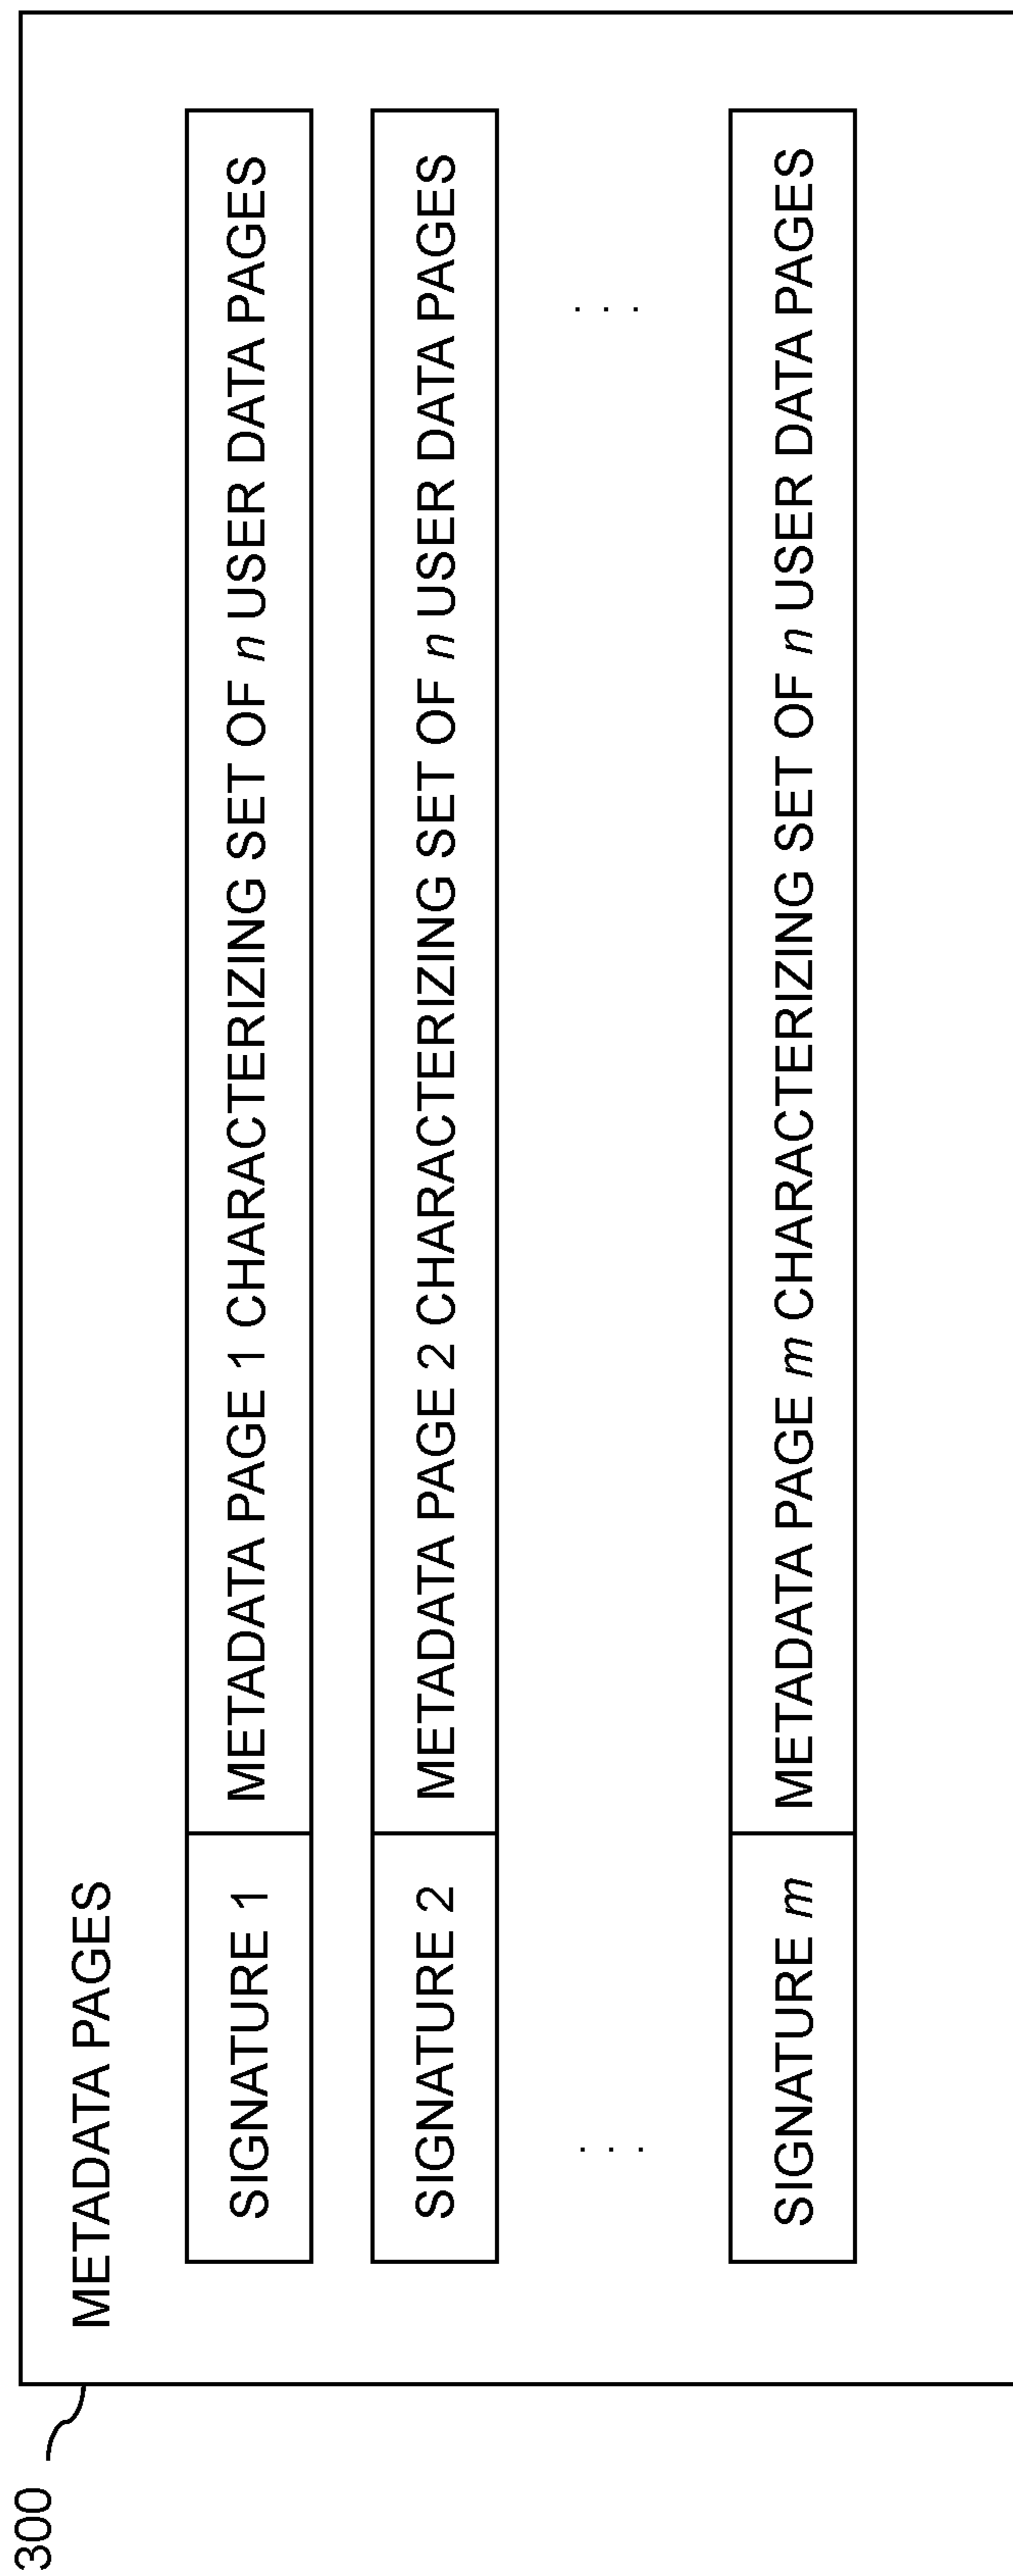 300
METADATA PAGES
SIGNATURE 1 METADATA PAGE 1 CHARACTERIZING SET OF n USER DATA PAGES
SIGNATURE 2 METADATA PAGE 2 CHARACTERIZING SET OF n USER DATA PAGES
. . . . . .
SIGNATURE m METADATA PAGE m CHARACTERIZING SET OF n USER DATA PAGES